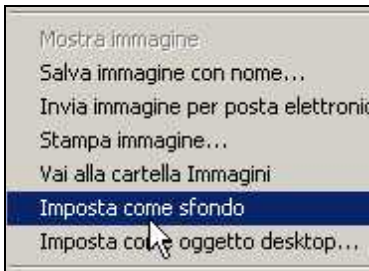 Mostra immagine
Salva immagine con nome...
Invia immagine per posta elettronic
Stampa immagine...
Vai alla cartella Immagini
Imposta come sfondo
Imposta come oggetto desktop...